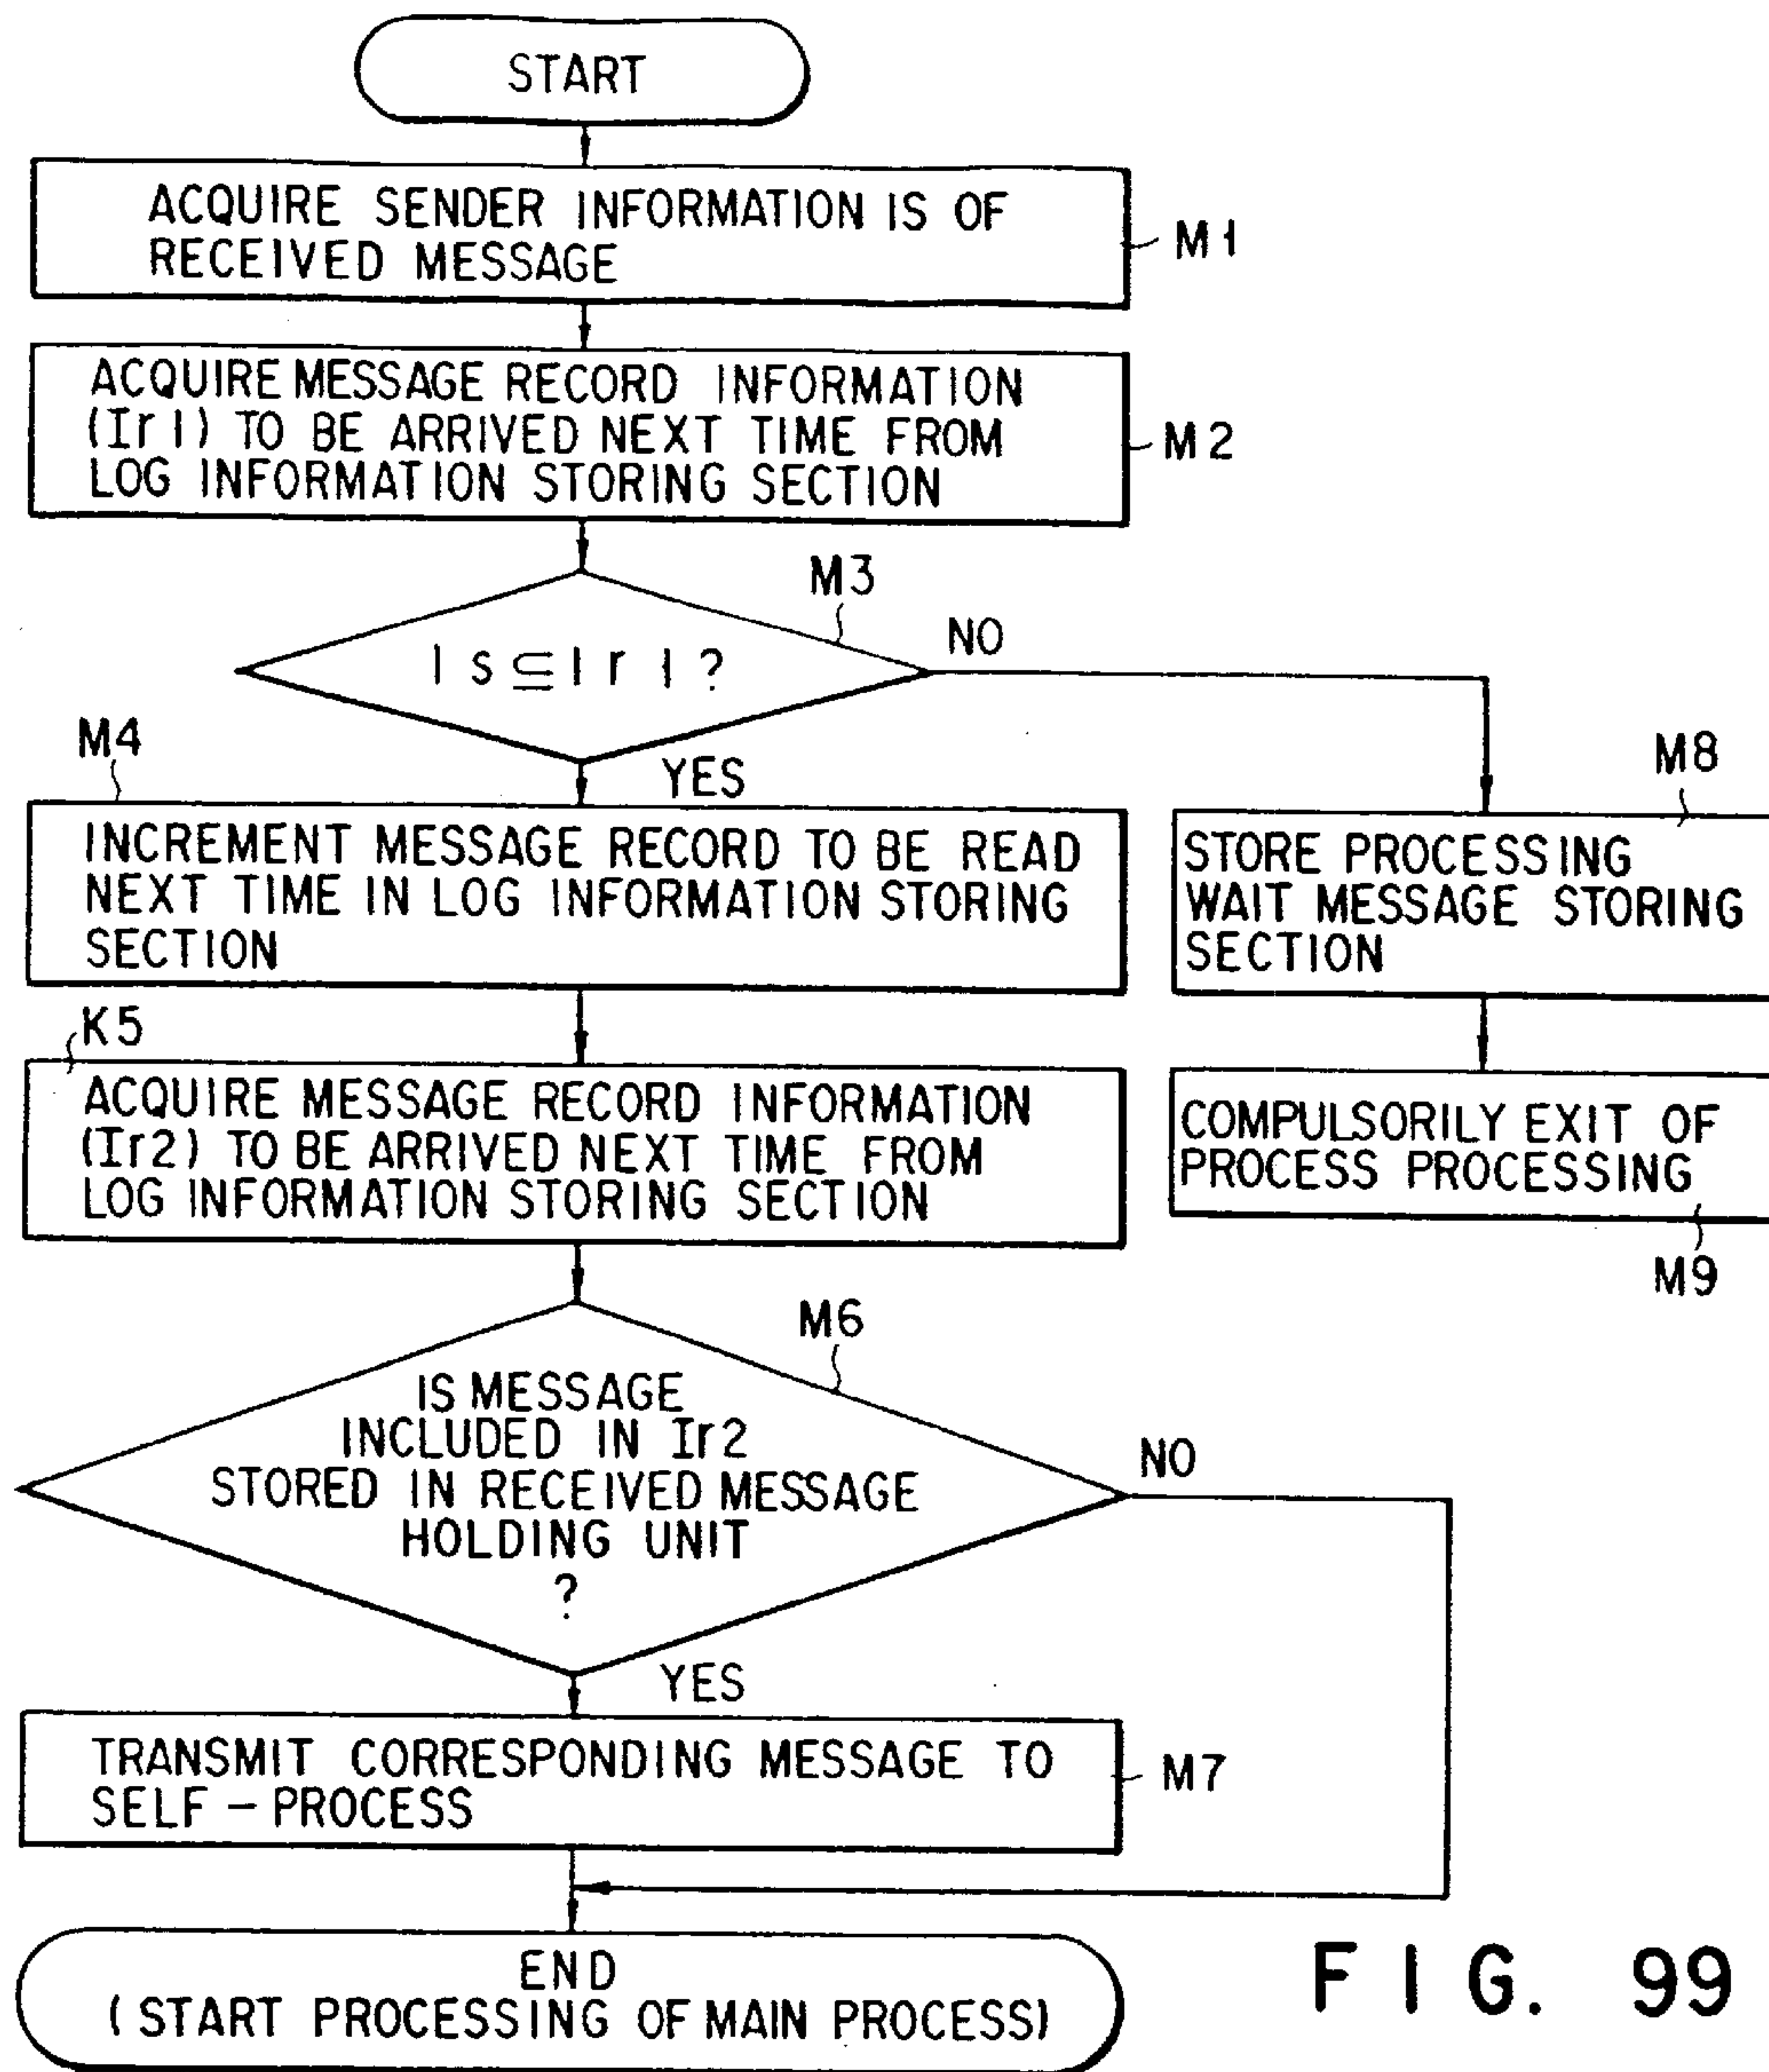 START
ACQUIRE SENDER INFORMATION IS OF
RECEIVED MESSAGE
M1
ACQUIRE MESSAGE RECORD INFORMATION
(Ir1) TO BE ARRIVED NEXT TIME FROM
LOG INFORMATION STORING SECTION
M2
M3
Is ⊆ Ir1?
NO
YES
M4
INCREMENT MESSAGE RECORD TO BE READ
NEXT TIME IN LOG INFORMATION STORING
SECTION
M8
STORE PROCESSING
WAIT MESSAGE STORING
SECTION
K5
ACQUIRE MESSAGE RECORD INFORMATION
(Ir2) TO BE ARRIVED NEXT TIME FROM
LOG INFORMATION STORING SECTION
COMPULSORILY EXIT OF
PROCESS PROCESSING
M9
M6
IS MESSAGE
INCLUDED IN Ir2
STORED IN RECEIVED MESSAGE
HOLDING UNIT
?
NO
YES
TRANSMIT CORRESPONDING MESSAGE TO
SELF-PROCESS
M7
END
(START PROCESSING OF MAIN PROCESS)
FIG. 99